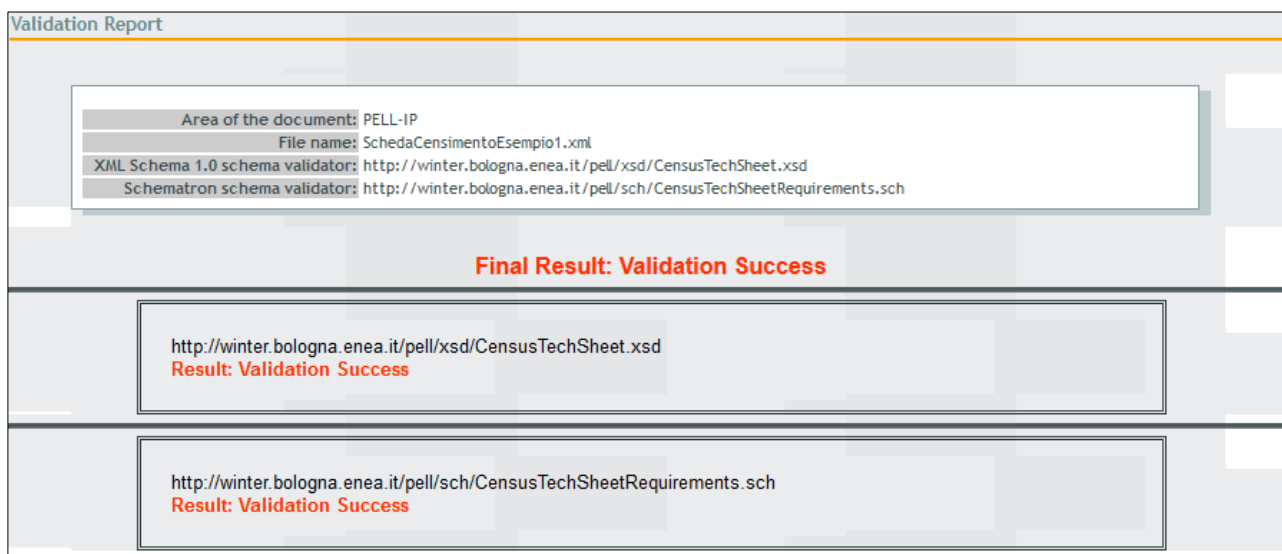 Validation Report
Area of the document: PELL-IP
File name: SchedaCensimentoEsempio1.xml
XML Schema 1.0 schema validator: http://winter.bologna.enea.it/pell/xsd/CensusTechSheet.xsd
Schematron schema validator: http://winter.bologna.enea.it/pell/sch/CensusTechSheetRequirements.sch
Final Result: Validation Success
http://winter.bologna.enea.it/pell/xsd/CensusTechSheet.xsd
Result: Validation Success
http://winter.bologna.enea.it/pell/sch/CensusTechSheetRequirements.sch
Result: Validation Success